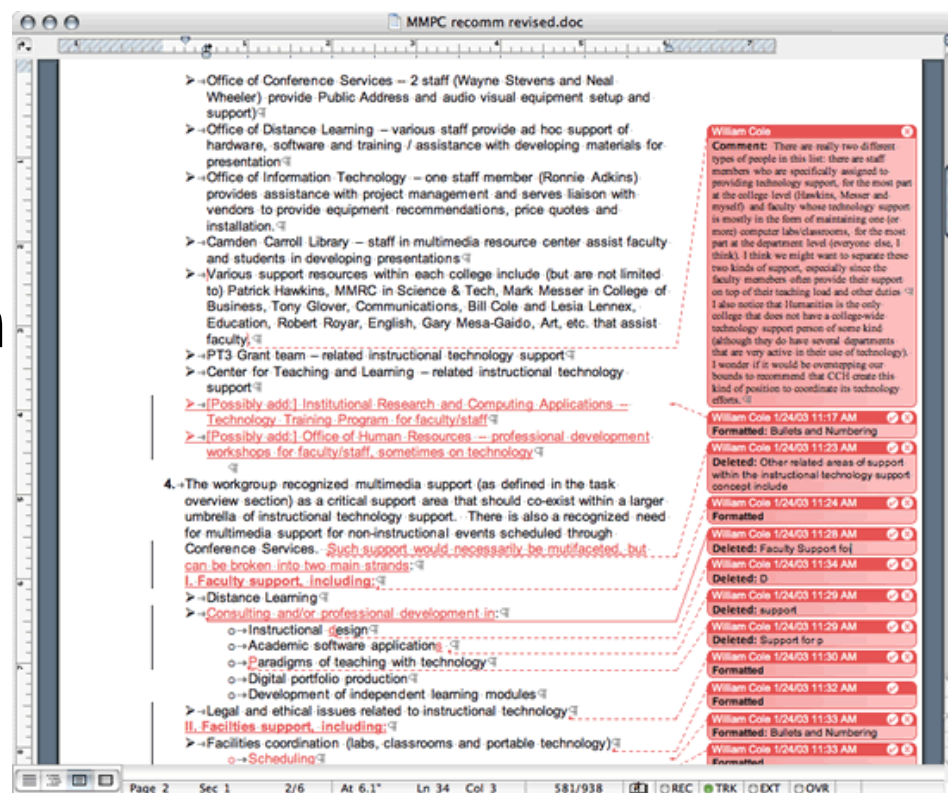 MMPC recomm revised.doc
➤→Office of Conference Services – 2 staff (Wayne Stevens and Neal
Wheeler) provide Public Address and audio visual equipment setup and
support)¶
➤→Office of Distance Learning – various staff provide ad hoc support of
hardware, software and training / assistance with developing materials for
presentation¶
➤→Office of Information Technology – one staff member (Ronnie Adkins)
provides assistance with project management and serves liaison with
vendors to provide equipment recommendations, price quotes and
installation.¶
➤→Camden Carroll Library – staff in multimedia resource center assist faculty
and students in developing presentations¶
➤→Various support resources within each college include (but are not limited
to) Patrick Hawkins, MMRC in Science & Tech, Mark Messer in College of
Business, Tony Glover, Communications, Bill Cole and Lesia Lennex,
Education, Robert Royar, English, Gary Mesa-Gaido, Art, etc. that assist
faculty.¶
➤→PT3 Grant team – related instructional technology support¶
➤→Center for Teaching and Learning – related instructional technology
support¶
➤→[Possibly add:] Institutional Research and Computing Applications --
Technology Training Program for faculty/staff¶
➤→[Possibly add:] Office of Human Resources -- professional development
workshops for faculty/staff, sometimes on technology¶
¶
4.→The workgroup recognized multimedia support (as defined in the task
overview section) as a critical support area that should co-exist within a larger
umbrella of instructional technology support. There is also a recognized need
for multimedia support for non-instructional events scheduled through
Conference Services. Such support would necessarily be mutifaceted, but
can be broken into two main strands:¶
I. Faculty support, including:¶
➤→Distance Learning¶
➤→Consulting and/or professional development in:¶
o→Instructional design¶
o→Academic software applications ¶
o→Paradigms of teaching with technology¶
o→Digital portfolio production¶
o→Development of independent learning modules¶
➤→Legal and ethical issues related to instructional technology¶
II. Facilties support, including:¶
➤→Facilities coordination (labs, classrooms and portable technology)¶
o→Scheduling¶
William Cole
Comment: There are really two different
types of people in this list: there are staff
members who are specifically assigned to
providing technology support, for the most part
at the college level (Hawkins, Messer and
myself) and faculty whose technology support
is mostly in the form of maintaining one (or
more) computer labs/classrooms, for the most
part at the department level (everyone else, I
think). I think we might want to separate these
two kinds of support, especially since the
faculty memebers often provide their support
on top of their teaching load and other duties ¶
I also notice that Humanities is the only
college that does not have a college-wide
technology support person of some kind
(although they do have several departments
that are very active in their use of technology).
I wonder if it would be overstepping our
bounds to recommend that CCH create this
kind of position to coordinate its technology
efforts. ¶
William Cole 1/24/03 11:17 AM
Formatted: Bullets and Numbering
William Cole 1/24/03 11:23 AM
Deleted: Other related areas of support
within the instructional technology support
concept include
William Cole 1/24/03 11:24 AM
Formatted
William Cole 1/24/03 11:28 AM
Deleted: Faculty Support for
William Cole 1/24/03 11:34 AM
Deleted: D
William Cole 1/24/03 11:29 AM
Deleted: support
William Cole 1/24/03 11:29 AM
Deleted: Support for p
William Cole 1/24/03 11:30 AM
Formatted
William Cole 1/24/03 11:32 AM
Formatted
William Cole 1/24/03 11:33 AM
Formatted: Bullets and Numbering
William Cole 1/24/03 11:33 AM
Formatted
Page 2 Sec 1 2/6 At 6.1" Ln 34 Col 3 581/938 REC TRK EXT OVR